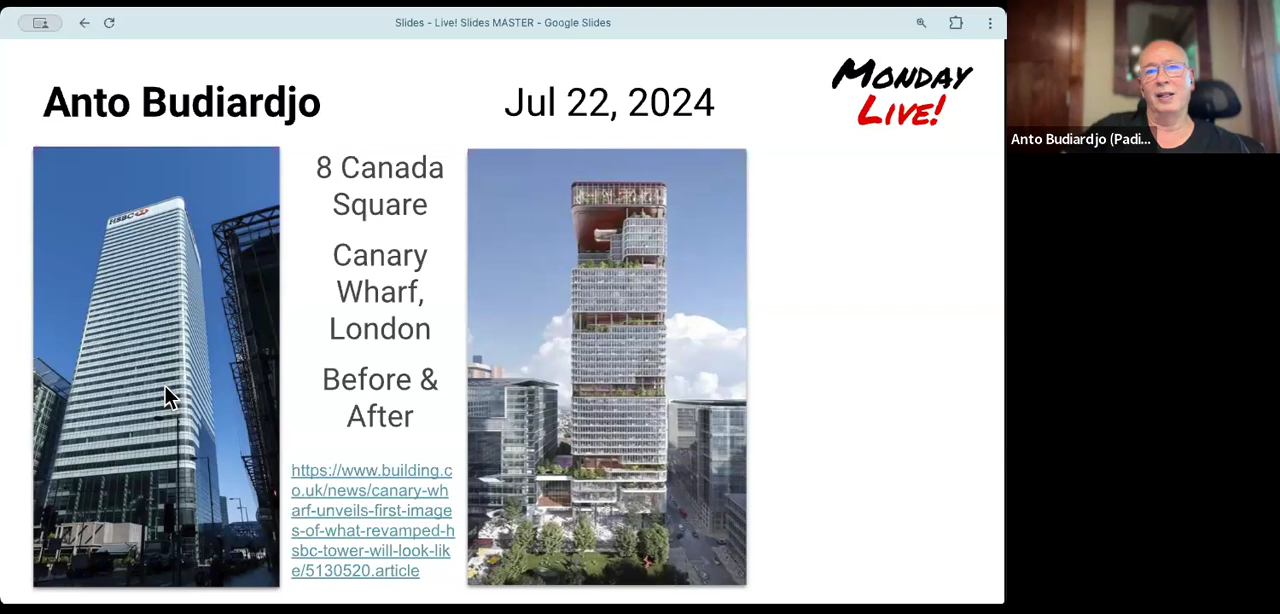 Slides - Live! Slides MASTER - Google Slides
Anto Budiardjo
Jul 22, 2024
MONDAY
LIVE!
HSBC
8 Canada
Square
Canary
Wharf,
London
Before &
After
https://www.building.c
o.uk/news/canary-wh
arf-unveils-first-image
s-of-what-revamped-h
sbc-tower-will-look-lik
e/5130520.article
Anto Budiardjo (Padi...